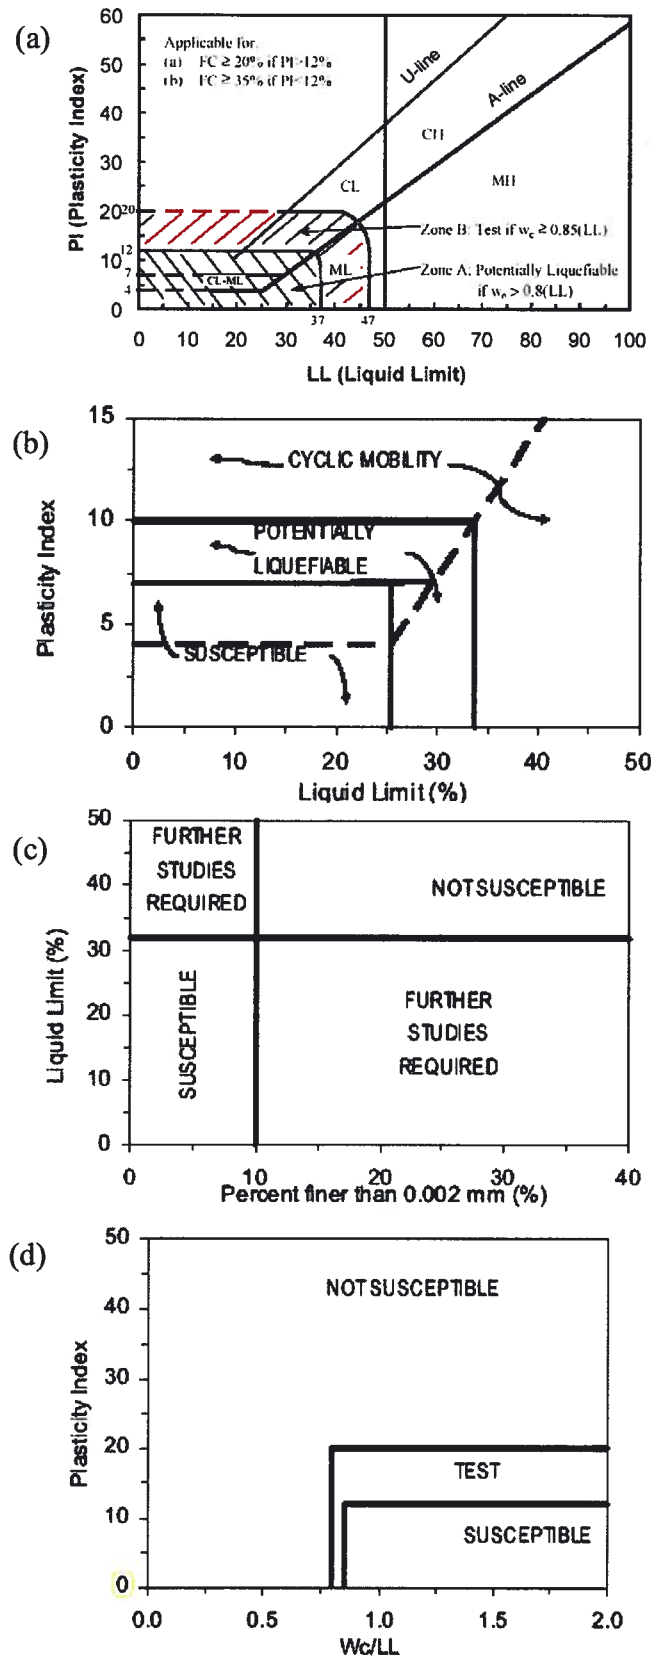 (a)
60
50
40
30
20
20
12
10
7
4
0
PI (Plasticity Index)
Applicable for:
(a) FC ≥ 20% if PI>12%
(b) FC ≥ 35% if PI<12%
U-line
A-line
CH
CL
MH
Zone B: Test if wc ≥ 0.85(LL)
ML
CL-ML
Zone A: Potentially Liquefiable
if wc > 0.8(LL)
37
47
0 10 20 30 40 50 60 70 80 90 100
LL (Liquid Limit)
(b)
15
10
5
0
Plasticity Index
CYCLIC MOBILITY
POTENTIALLY
LIQUEFIABLE
SUSCEPTIBLE
0 10 20 30 40 50
Liquid Limit (%)
(c)
50
40
30
20
10
0
Liquid Limit (%)
FURTHER
STUDIES
REQUIRED
NOT SUSCEPTIBLE
SUSCEPTIBLE
FURTHER
STUDIES
REQUIRED
0 10 20 30 40
Percent finer than 0.002 mm (%)
(d)
50
40
30
20
10
0
Plasticity Index
NOT SUSCEPTIBLE
TEST
SUSCEPTIBLE
0.0 0.5 1.0 1.5 2.0
Wc/LL